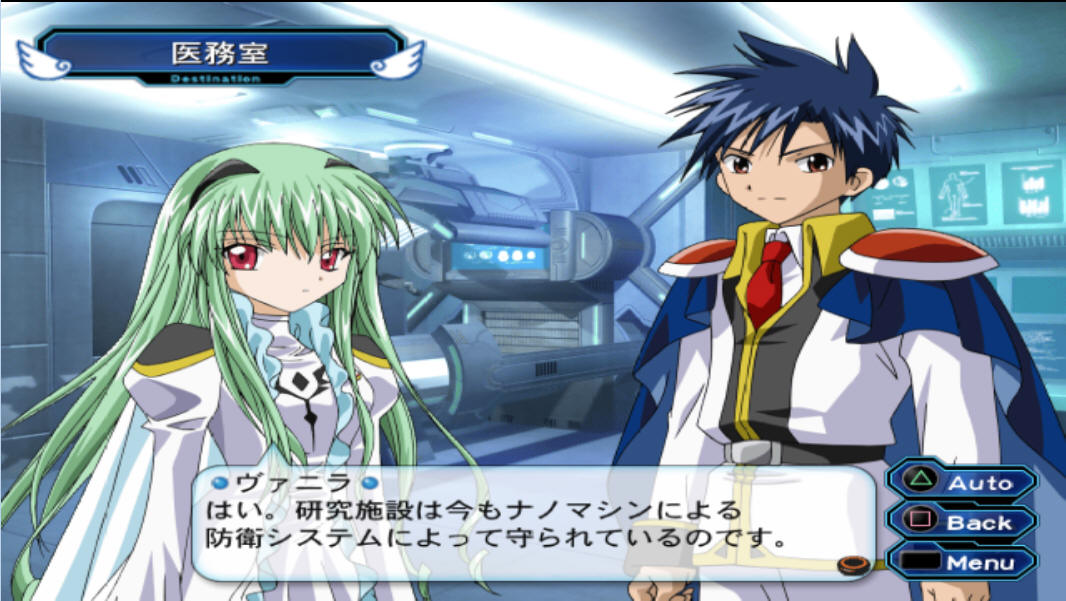 医務室
Destination
ヴァニラ
はい。研究施設は今もナノマシンによる
防衛システムによって守られているのです。
Auto
Back
Menu